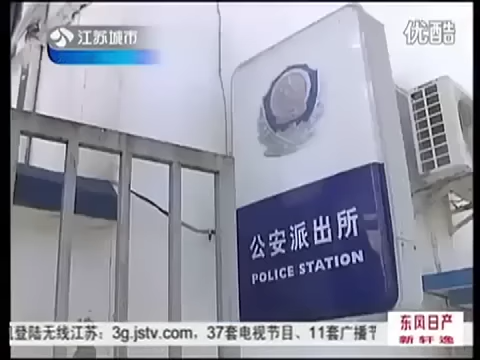 江苏城市
优酷
公安派出所
POLICE STATION
机登陆无线江苏：3g.jstv.com，37套电视节目、11套广播节
东风日产
新轩逸